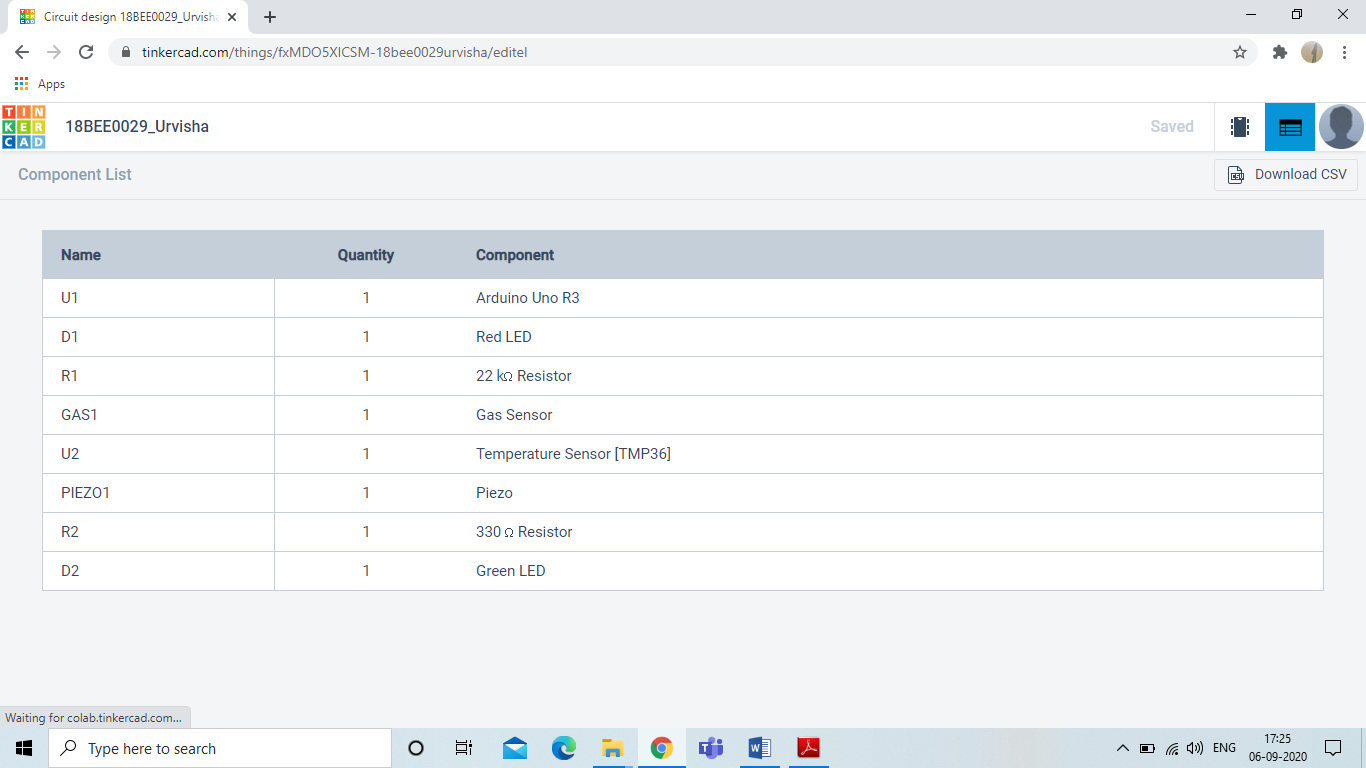 Circuit design 18BEE0029_Urvish
tinkercad.com/things/fxMDO5XICSM-18bee0029urvisha/editel
Apps
TIN
KER
CAD
18BEE0029_Urvisha
Saved
Component List
Download CSV
Name Quantity Component
U1 1 Arduino Uno R3
D1 1 Red LED
R1 1 22 kΩ Resistor
GAS1 1 Gas Sensor
U2 1 Temperature Sensor [TMP36]
PIEZO1 1 Piezo
R2 1 330 Ω Resistor
D2 1 Green LED
Waiting for colab.tinkercad.com...
Type here to search
ENG
17:25
06-09-2020